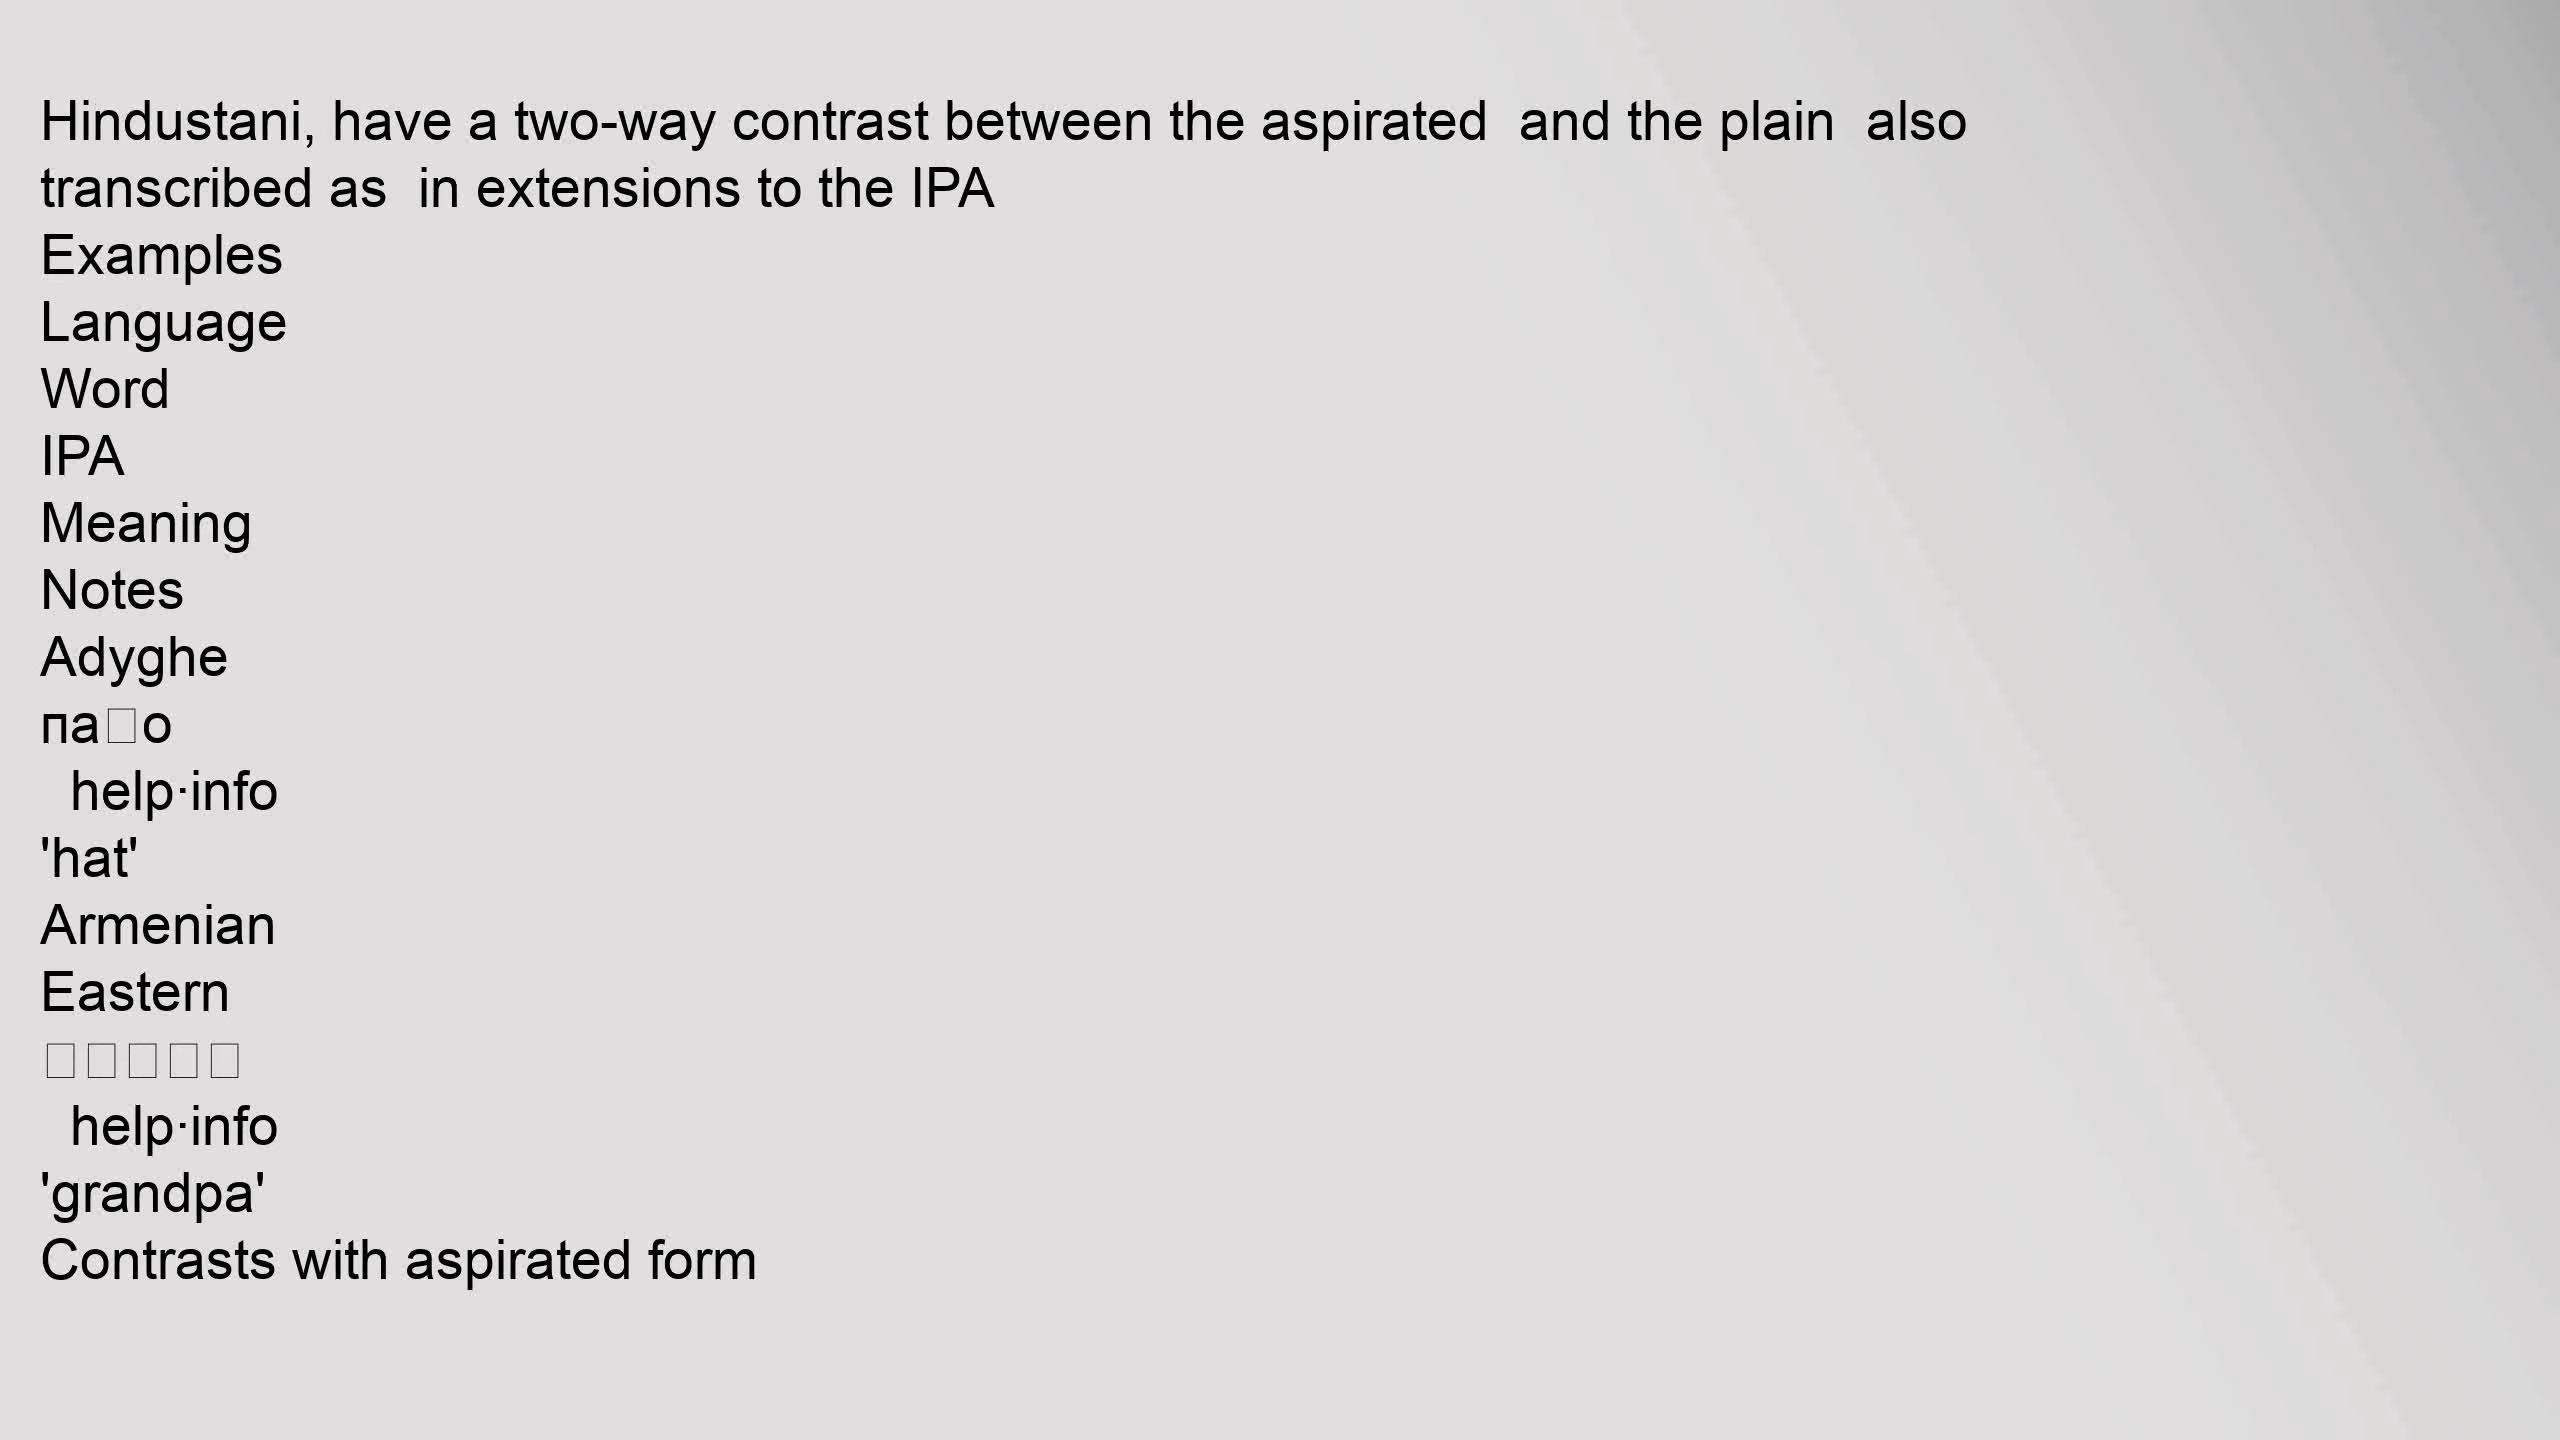 Hindustani, have a two-way contrast between the aspirated  and the plain  also
transcribed as  in extensions to the IPA
Examples
Language
Word
IPA
Meaning
Notes
Adyghe
па□о
help·info
'hat'
Armenian
Eastern
□□□□□
help·info
'grandpa'
Contrasts with aspirated form